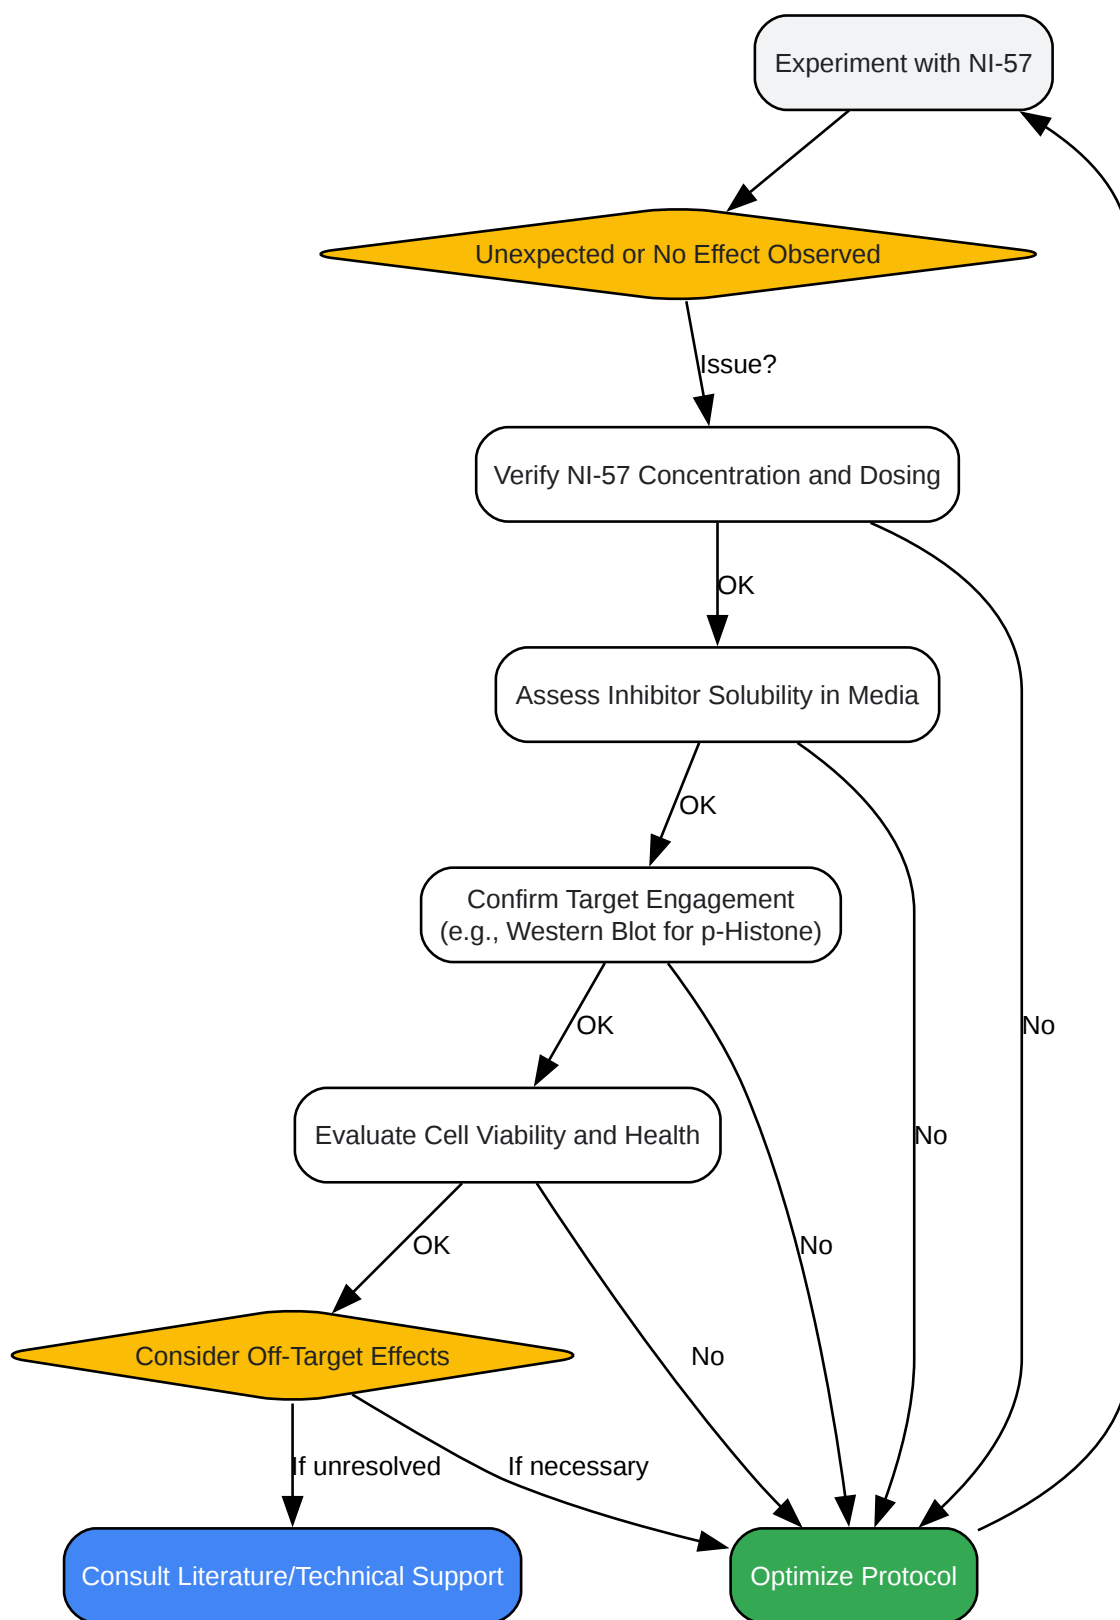 Experiment with NI-57
Unexpected or No Effect Observed
Issue?
Verify NI-57 Concentration and Dosing
OK
Assess Inhibitor Solubility in Media
OK
Confirm Target Engagement
(e.g., Western Blot for p-Histone)
OK
No
Evaluate Cell Viability and Health
No
OK
No
Consider Off-Target Effects
No
If unresolved
If necessary
Consult Literature/Technical Support
Optimize Protocol